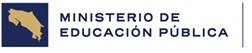 MINISTERIO DE
EDUCACIÓN PÚBLICA